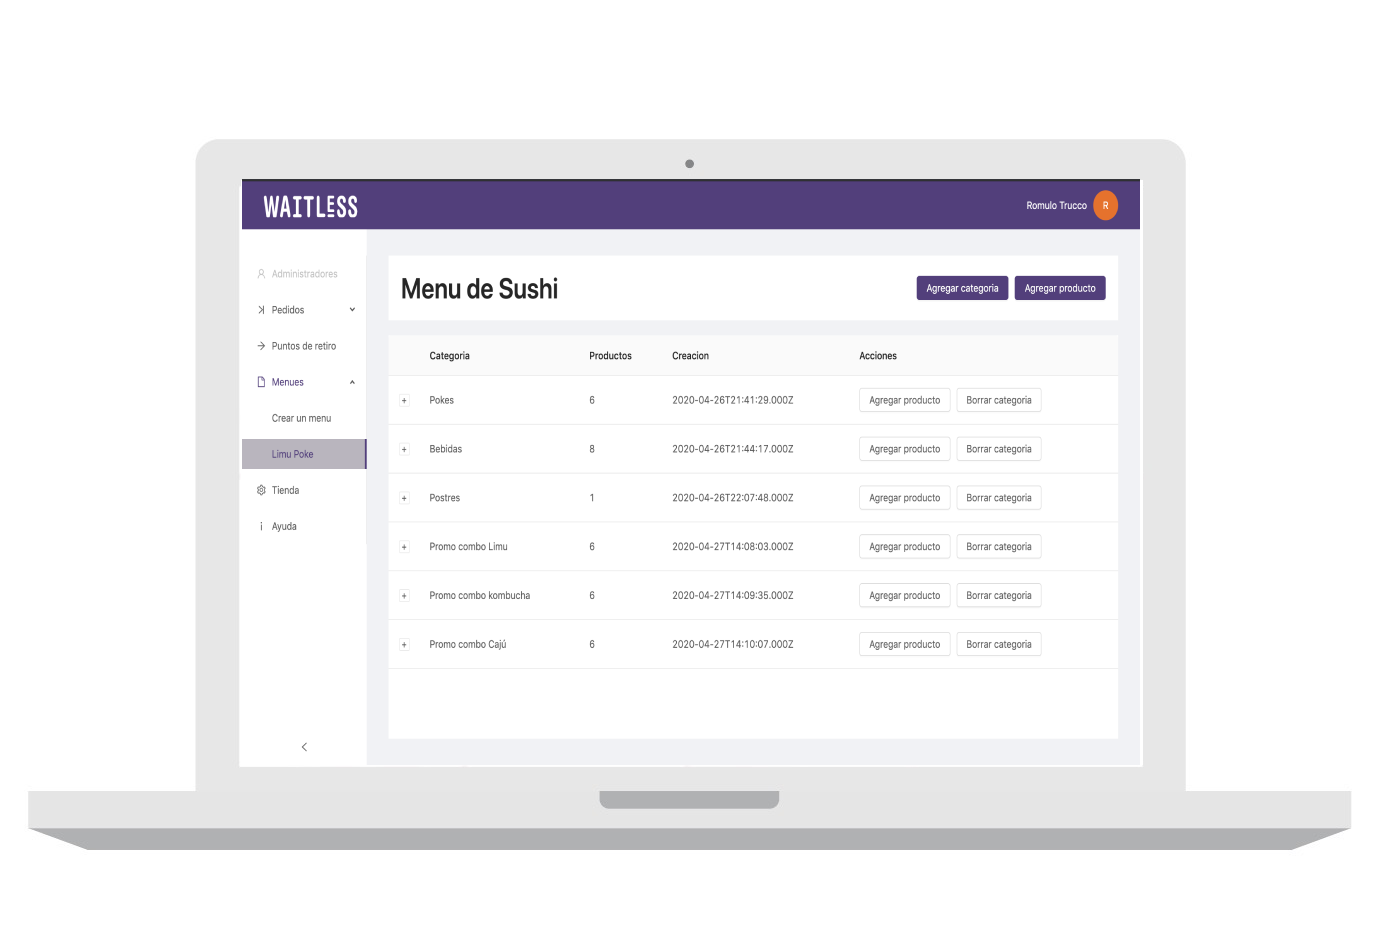 WAITLESS
Romulo Trucco R
Administradores
Pedidos
Puntos de retiro
Menues
Crear un menu
Limu Poke
Tienda
Ayuda
Menu de Sushi
Agregar categoria Agregar producto
Categoria Productos Creacion Acciones
+ Pokes 6 2020-04-26T21:41:29.000Z Agregar producto Borrar categoria
+ Bebidas 8 2020-04-26T21:44:17.000Z Agregar producto Borrar categoria
+ Postres 1 2020-04-26T22:07:48.000Z Agregar producto Borrar categoria
+ Promo combo Limu 6 2020-04-27T14:08:03.000Z Agregar producto Borrar categoria
+ Promo combo kombucha 6 2020-04-27T14:09:35.000Z Agregar producto Borrar categoria
+ Promo combo Cajú 6 2020-04-27T14:10:07.000Z Agregar producto Borrar categoria